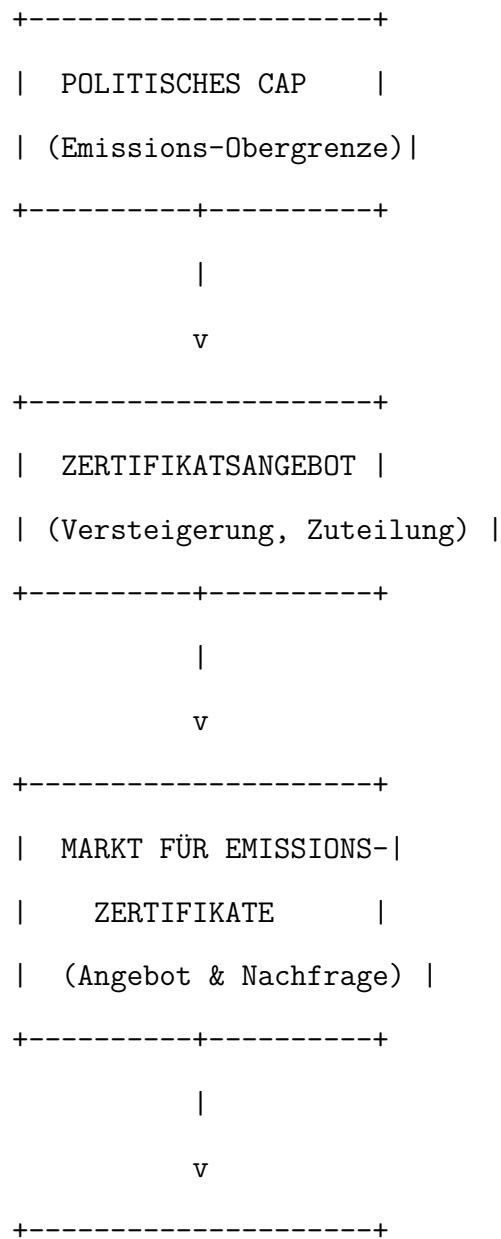 +---------------------+
|  POLITISCHES CAP    |
| (Emissions-Obergrenze)|
+----------+----------+
           |
           v
+---------------------+
|  ZERTIFIKATSANGEBOT |
| (Versteigerung, Zuteilung) |
+----------+----------+
           |
           v
+---------------------+
|  MARKT FÜR EMISSIONS-|
|    ZERTIFIKATE      |
|  (Angebot & Nachfrage) |
+----------+----------+
           |
           v
+---------------------+